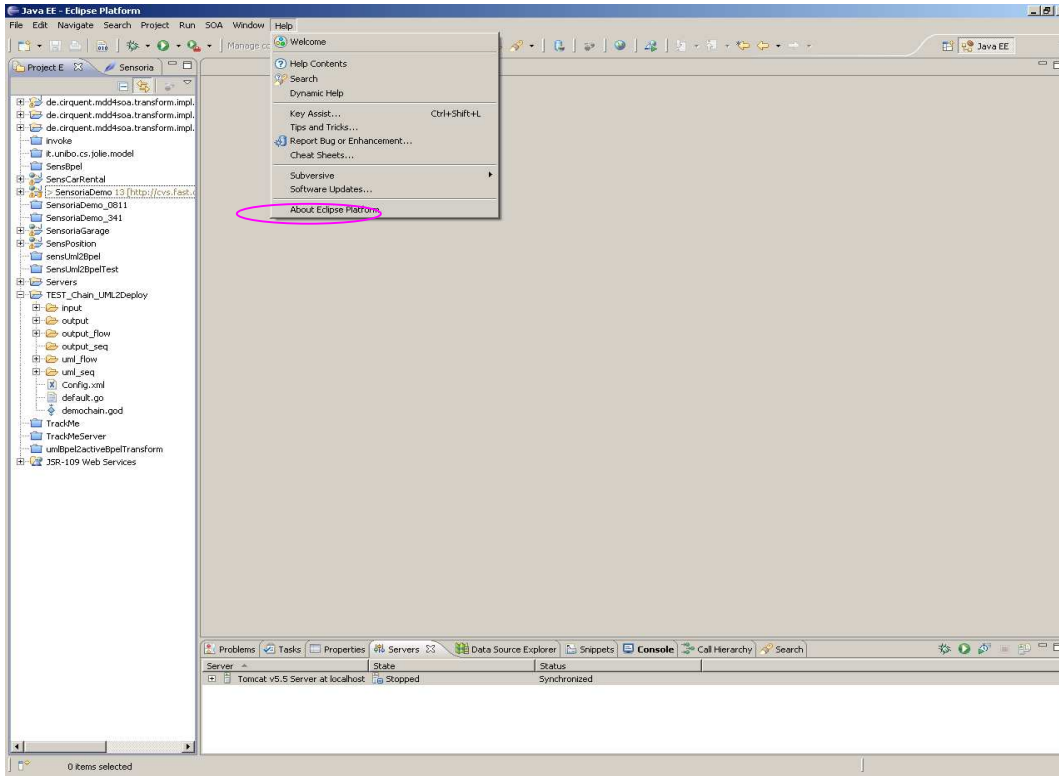 Java EE - Eclipse Platform
File Edit Navigate Search Project Run SOA Window Help
Manage
Java EE
Welcome
Help Contents
Search
Dynamic Help
Key Assist... Ctrl+Shift+L
Tips and Tricks...
Report Bug or Enhancement...
Cheat Sheets...
Subversive
Software Updates...
About Eclipse Platform
Project E Sensoria
de.cirquent.mdd4soa.transform.impl.
de.cirquent.mdd4soa.transform.impl.
de.cirquent.mdd4soa.transform.impl.
invoke
it.unibo.cs.jolie.model
SensBpel
SensCarRental
> SensoriaDemo 13 [http://cvs.fast.
SensoriaDemo_0811
SensoriaDemo_341
SensoriaGarage
SensPosition
sensUml2Bpel
SensUml2BpelTest
Servers
TEST_Chain_UML2Deploy
input
output
output_flow
output_seq
uml_flow
uml_seq
Config.xml
default.go
demochain.god
TrackMe
TrackMeServer
umlBpel2activeBpelTransform
JSR-109 Web Services
Problems Tasks Properties Servers Data Source Explorer Snippets Console Call Hierarchy Search
Server State Status
Tomcat v5.5 Server at localhost Stopped Synchronized
0 items selected